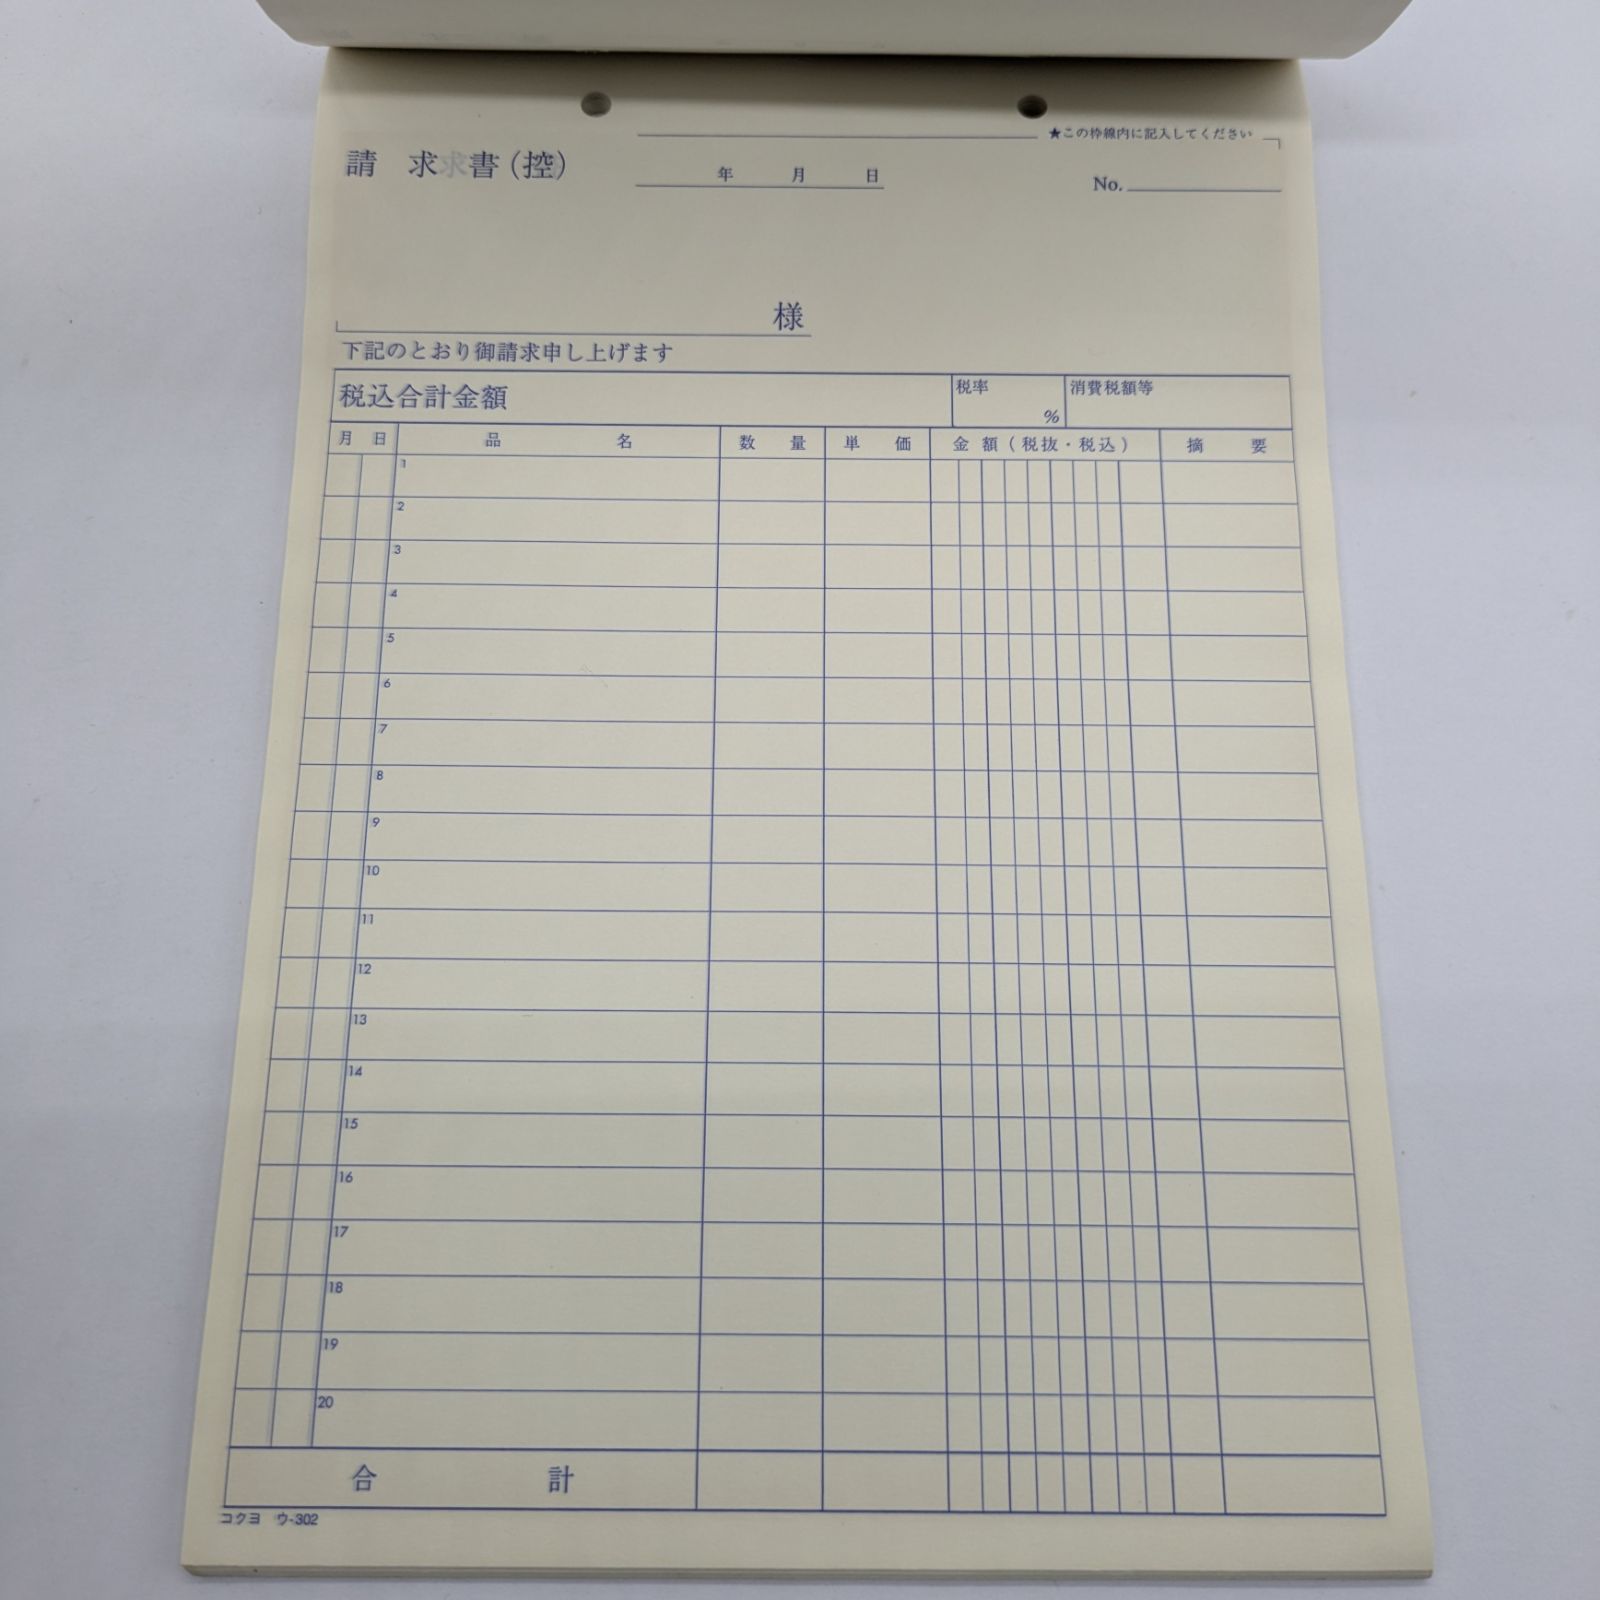 ★この枠線内に記入してください
請 求求書(控)
年 月 日
No.
様
下記のとおり御請求申し上げます
税込合計金額 税率 % 消費税額等
月 日 品 名 数 量 単 価 金 額(税抜・税込) 摘 要
1
2
3
4
5
6
7
8
9
10
11
12
13
14
15
16
17
18
19
20
合 計
コクヨ ウ-302